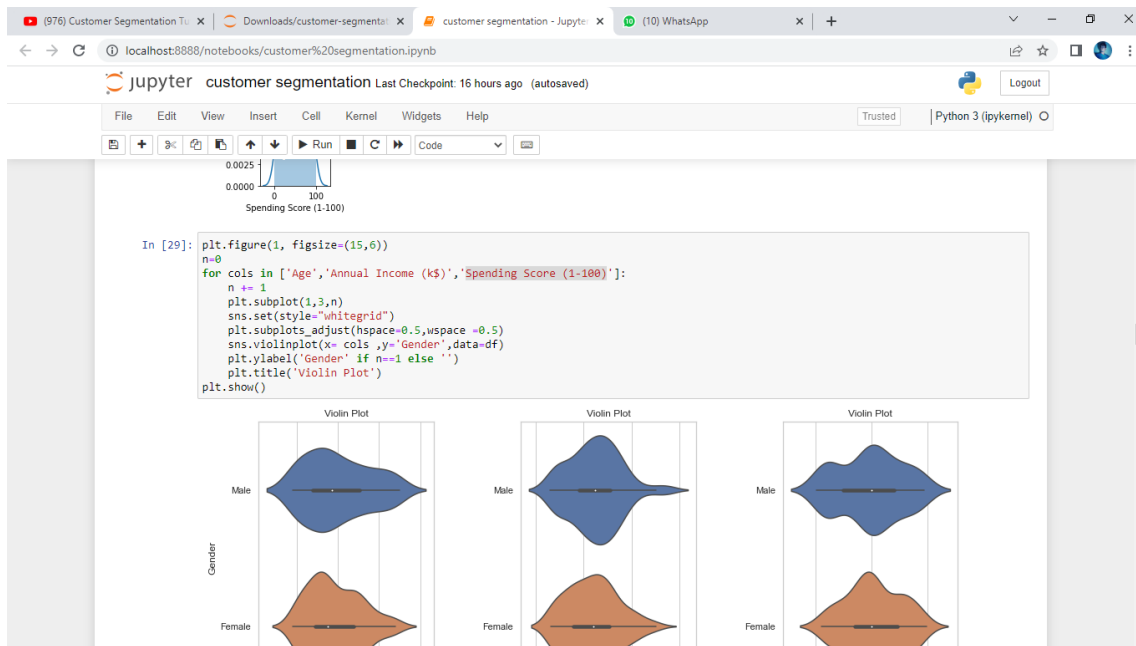 (976) Customer Segmentation Tu
Downloads/customer-segmentat
customer segmentation - Jupyter
(10) WhatsApp
localhost:8888/notebooks/customer%20segmentation.ipynb
jupyter customer segmentation Last Checkpoint: 16 hours ago (autosaved)
Logout
File Edit View Insert Cell Kernel Widgets Help
Trusted
Python 3 (ipykernel)
Run
Code
0.0025
0.0000
0 100
Spending Score (1-100)
In [29]:
plt.figure(1, figsize=(15,6))
n=0
for cols in ['Age','Annual Income (k$)','Spending Score (1-100)']:
    n += 1
    plt.subplot(1,3,n)
    sns.set(style="whitegrid")
    plt.subplots_adjust(hspace=0.5,wspace =0.5)
    sns.violinplot(x= cols ,y='Gender',data=df)
    plt.ylabel('Gender' if n==1 else '')
    plt.title('Violin Plot')
plt.show()
Violin Plot Violin Plot Violin Plot
Male Male Male
Gender
Female Female Female